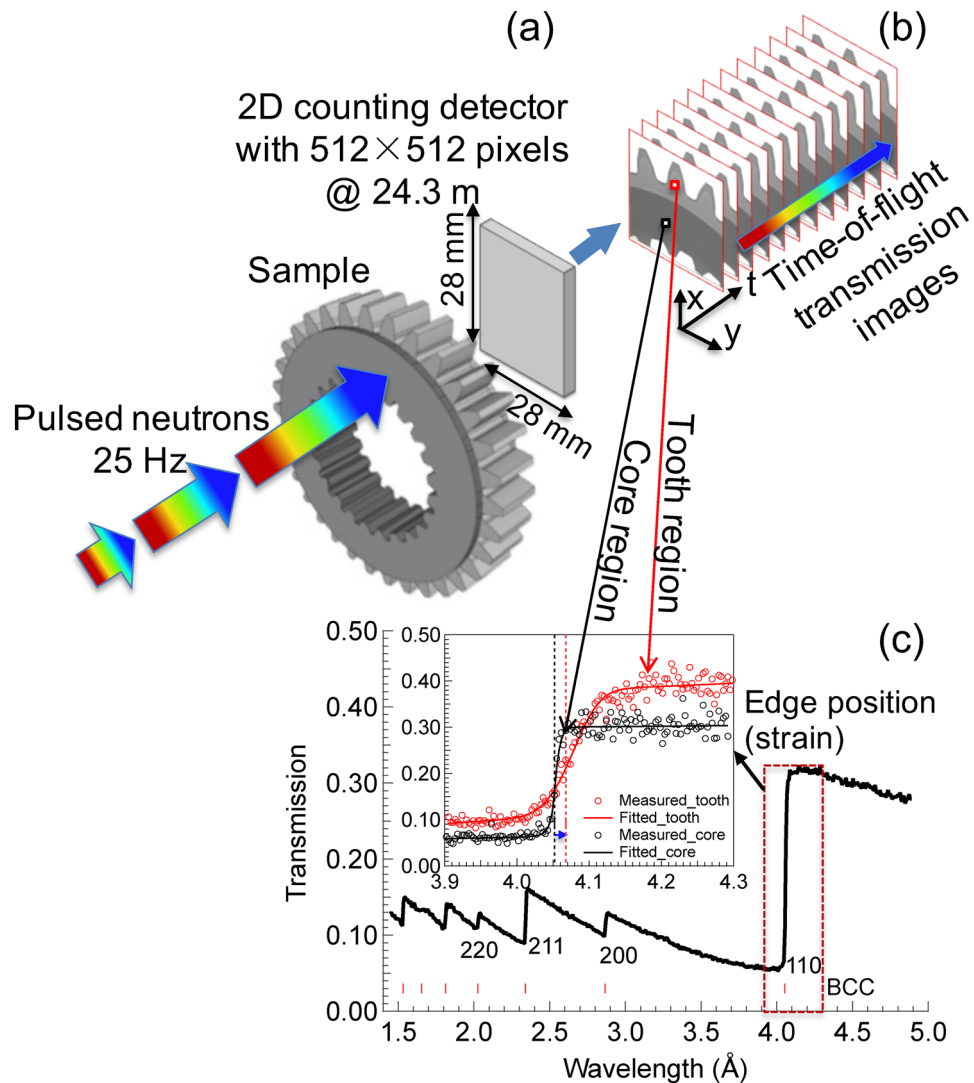 (a)
(b)
2D counting detector
with 512×512 pixels
@ 24.3 m
28 mm
28 mm
Sample
Pulsed neutrons
25 Hz
t Time-of-flight
transmission
images
x
y
Tooth region
Core region
(c)
Edge position
(strain)
0.50
0.40
0.30
0.20
0.10
0.00
3.9 4.0 4.1 4.2 4.3
Measured_tooth
Fitted_tooth
Measured_core
Fitted_core
Transmission
0.50
0.40
0.30
0.20
0.10
0.00
220
211
200
110
BCC
1.5 2.0 2.5 3.0 3.5 4.0 4.5 5.0
Wavelength (Å)